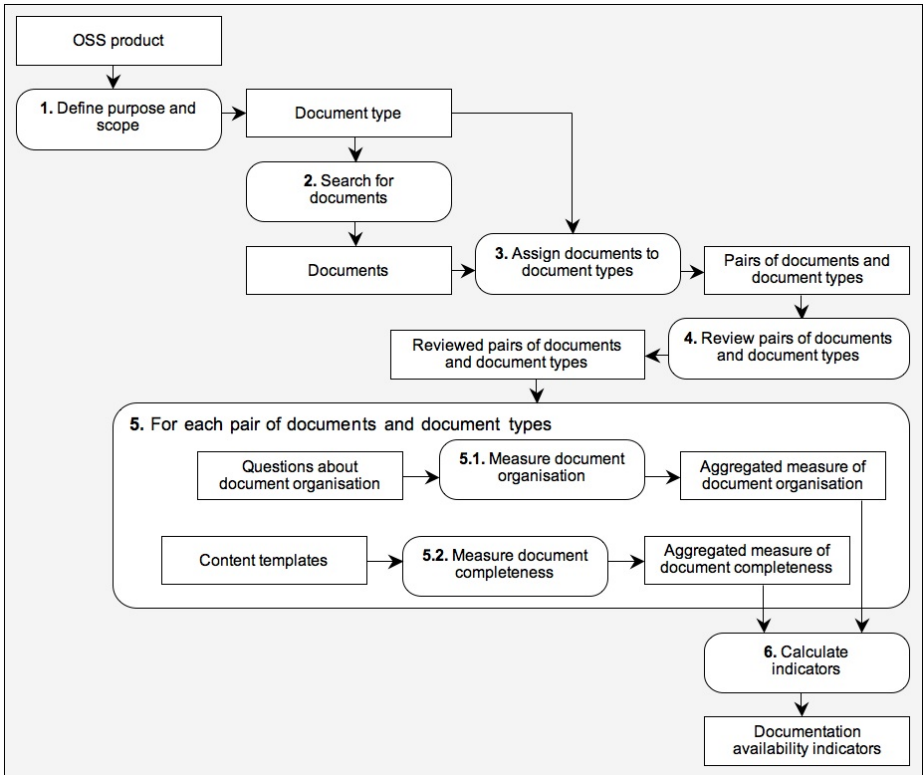 OSS product
1. Define purpose and
scope
Document type
2. Search for
documents
Documents
3. Assign documents to
document types
Pairs of documents and
document types
4. Review pairs of documents
and document types
Reviewed pairs of documents
and document types
5. For each pair of documents and document types
Questions about
document organisation
5.1. Measure document
organisation
Aggregated measure of
document organisation
Content templates
5.2. Measure document
completeness
Aggregated measure of
document completeness
6. Calculate
indicators
Documentation
availability indicators